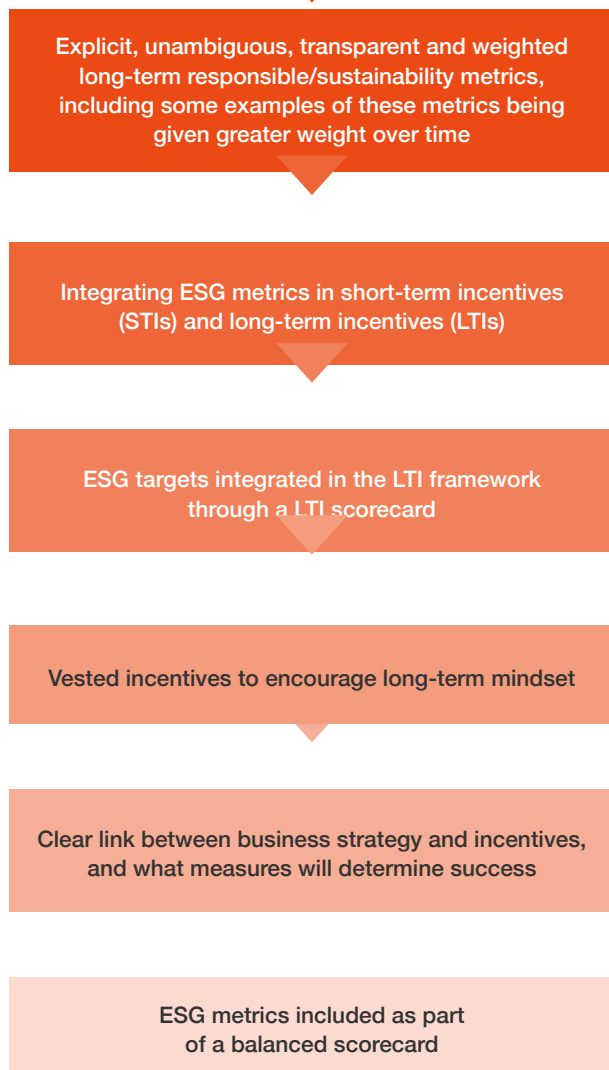 Explicit, unambiguous, transparent and weighted
long-term responsible/sustainability metrics,
including some examples of these metrics being
given greater weight over time
Integrating ESG metrics in short-term incentives
(STIs) and long-term incentives (LTIs)
ESG targets integrated in the LTI framework
through a LTI scorecard
Vested incentives to encourage long-term mindset
Clear link between business strategy and incentives,
and what measures will determine success
ESG metrics included as part
of a balanced scorecard